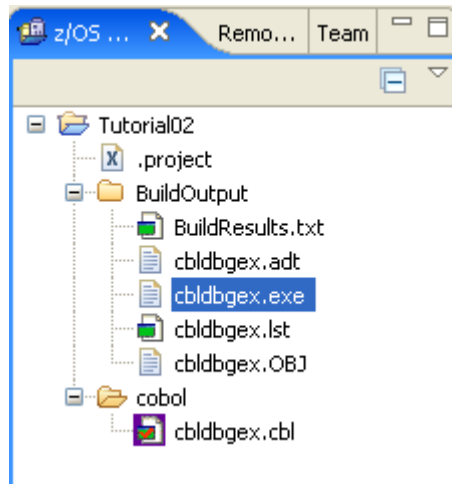 z/OS ... Remo... Team
Tutorial02
.project
BuildOutput
BuildResults.txt
cbldbgex.adt
cbldbgex.exe
cbldbgex.lst
cbldbgex.OBJ
cobol
cbldbgex.cbl